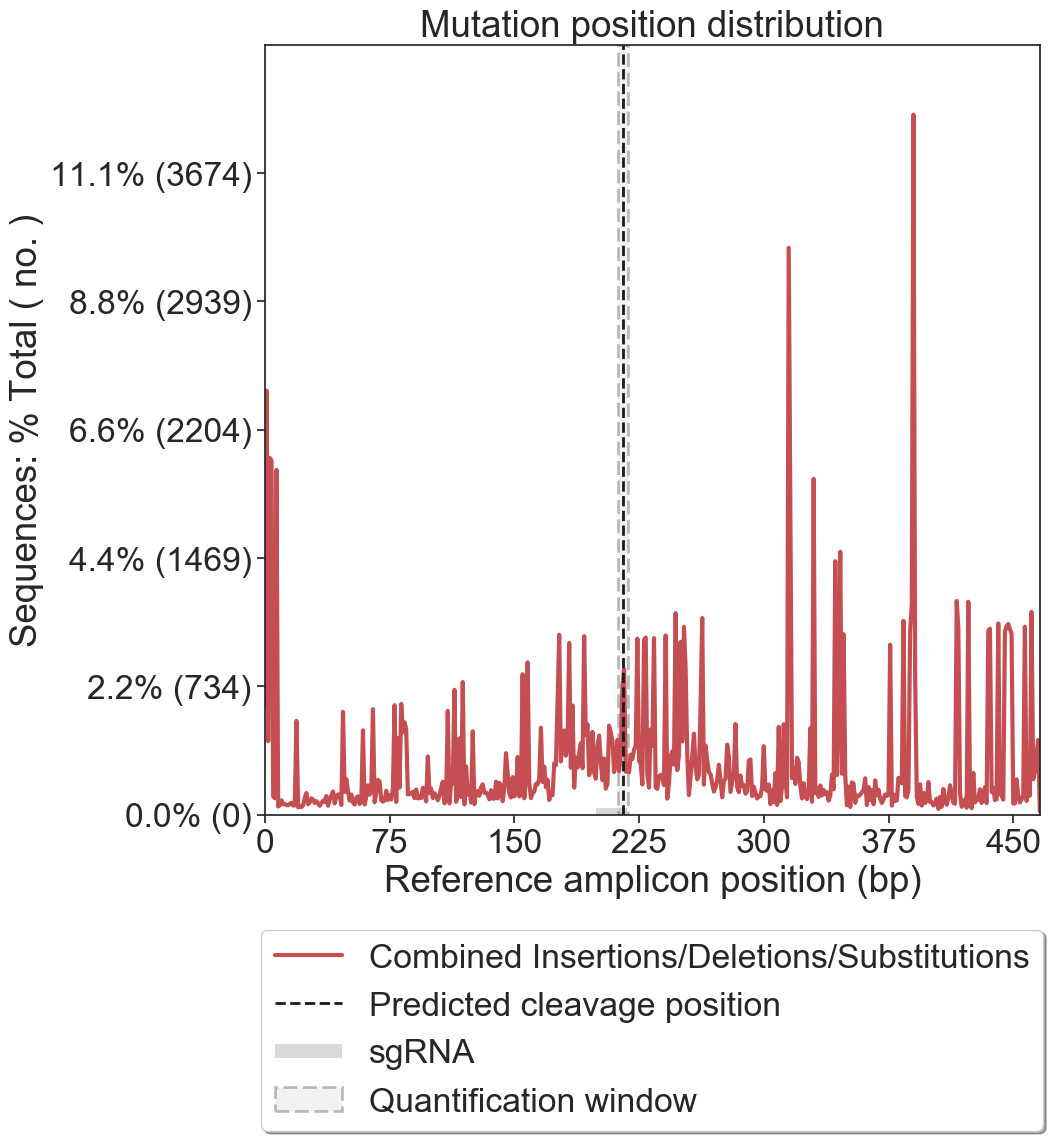 Mutation position distribution
Sequences: % Total ( no. )
11.1% (3674)
8.8% (2939)
6.6% (2204)
4.4% (1469)
2.2% (734)
0.0% (0)
0 75 150 225 300 375 450
Reference amplicon position (bp)
Combined Insertions/Deletions/Substitutions
Predicted cleavage position
sgRNA
Quantification window